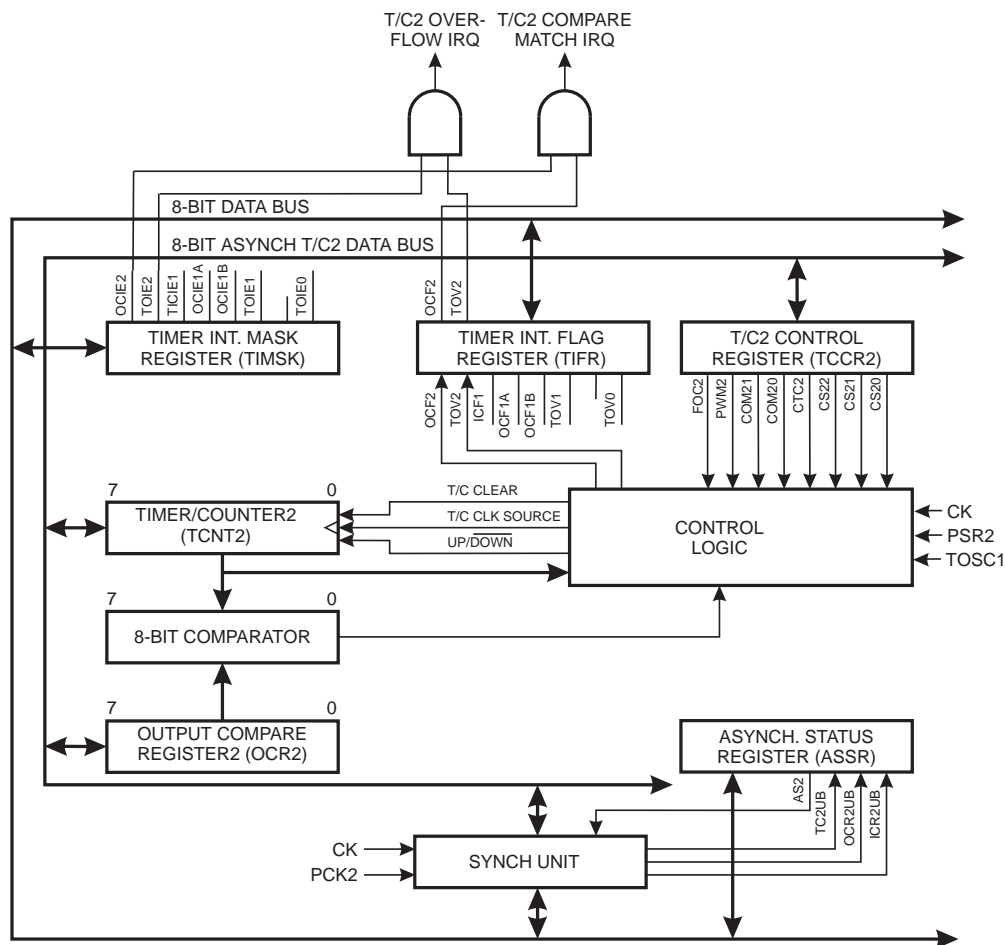 T/C2 OVER-
FLOW IRQ
T/C2 COMPARE
MATCH IRQ
8-BIT DATA BUS
8-BIT ASYNCH T/C2 DATA BUS
OCIE2
TOIE2
TICIE1
OCIE1A
OCIE1B
TOIE1
TOIE0
OCF2
TOV2
TIMER INT. MASK
REGISTER (TIMSK)
TIMER INT. FLAG
REGISTER (TIFR)
T/C2 CONTROL
REGISTER (TCCR2)
OCF2
TOV2
ICF1
OCF1A
OCF1B
TOV1
TOV0
FOC2
PWM2
COM21
COM20
CTC2
CS22
CS21
CS20
7
0
TIMER/COUNTER2
(TCNT2)
T/C CLEAR
T/C CLK SOURCE
UP/DOWN
CONTROL
LOGIC
CK
PSR2
TOSC1
7
0
8-BIT COMPARATOR
7
0
OUTPUT COMPARE
REGISTER2 (OCR2)
ASYNCH. STATUS
REGISTER (ASSR)
AS2
TC2UB
OCR2UB
ICR2UB
CK
PCK2
SYNCH UNIT